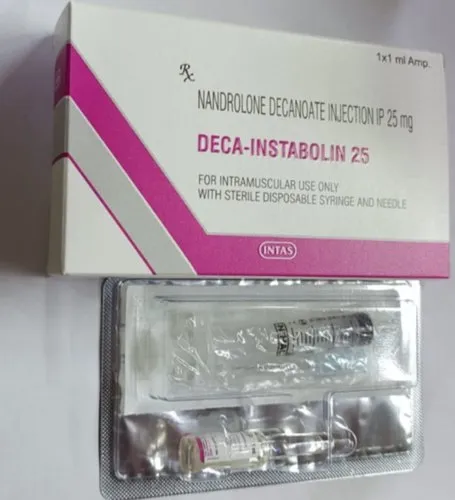 1x1 ml Amp.
Rx
NANDROLONE DECANOATE INJECTION IP 25 mg
DECA-INSTABOLIN 25
FOR INTRAMUSCULAR USE ONLY
WITH STERILE DISPOSABLE SYRINGE AND NEEDLE
INTAS